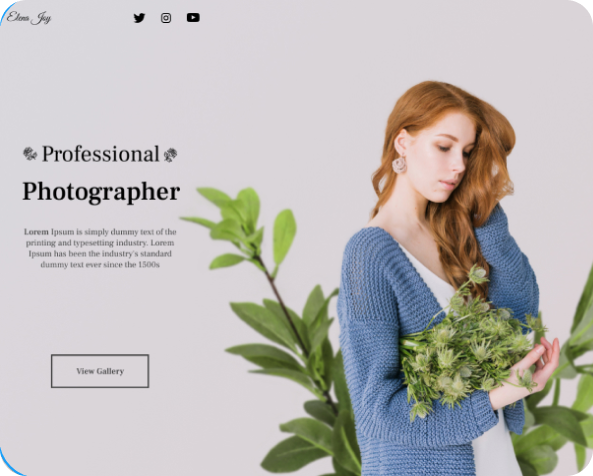 Elena Joy
Professional
Photographer
Lorem Ipsum is simply dummy text of the
printing and typesetting industry. Lorem
Ipsum has been the industry's standard
dummy text ever since the 1500s
View Gallery